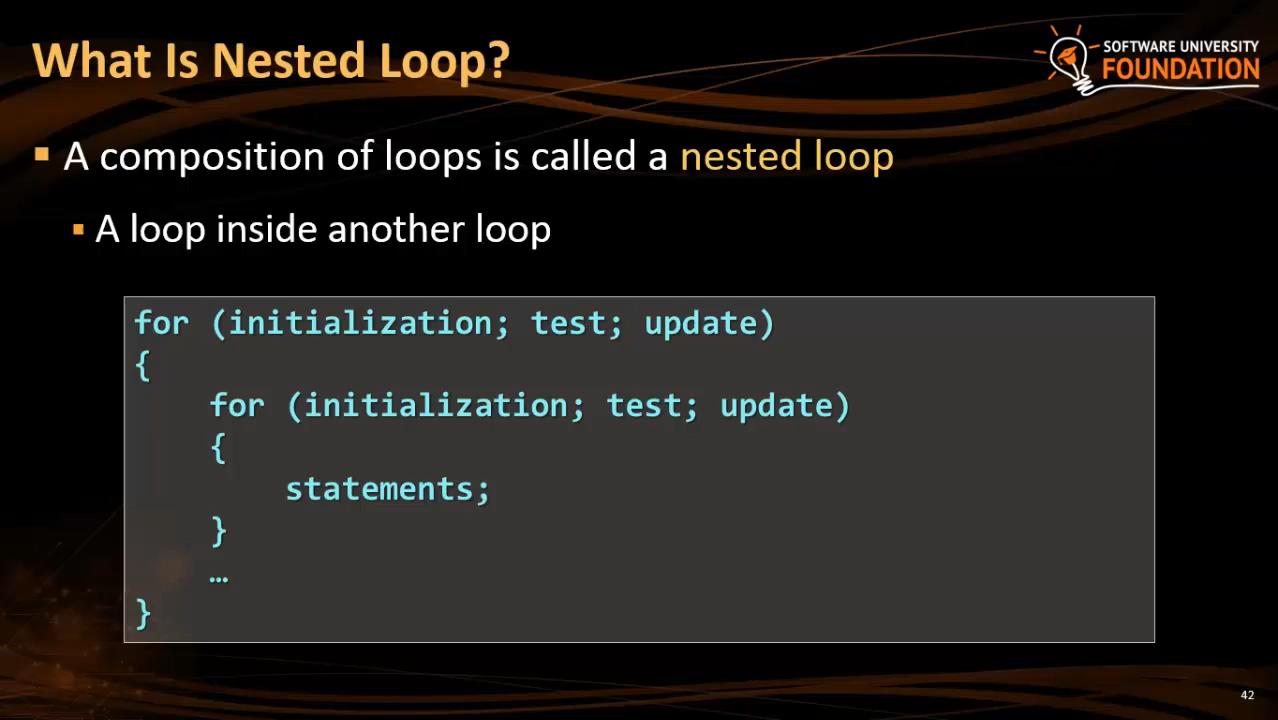 What Is Nested Loop?
SOFTWARE UNIVERSITY
FOUNDATION
A composition of loops is called a nested loop
A loop inside another loop
for (initialization; test; update)
{
    for (initialization; test; update)
    {
        statements;
    }
    …
}
42